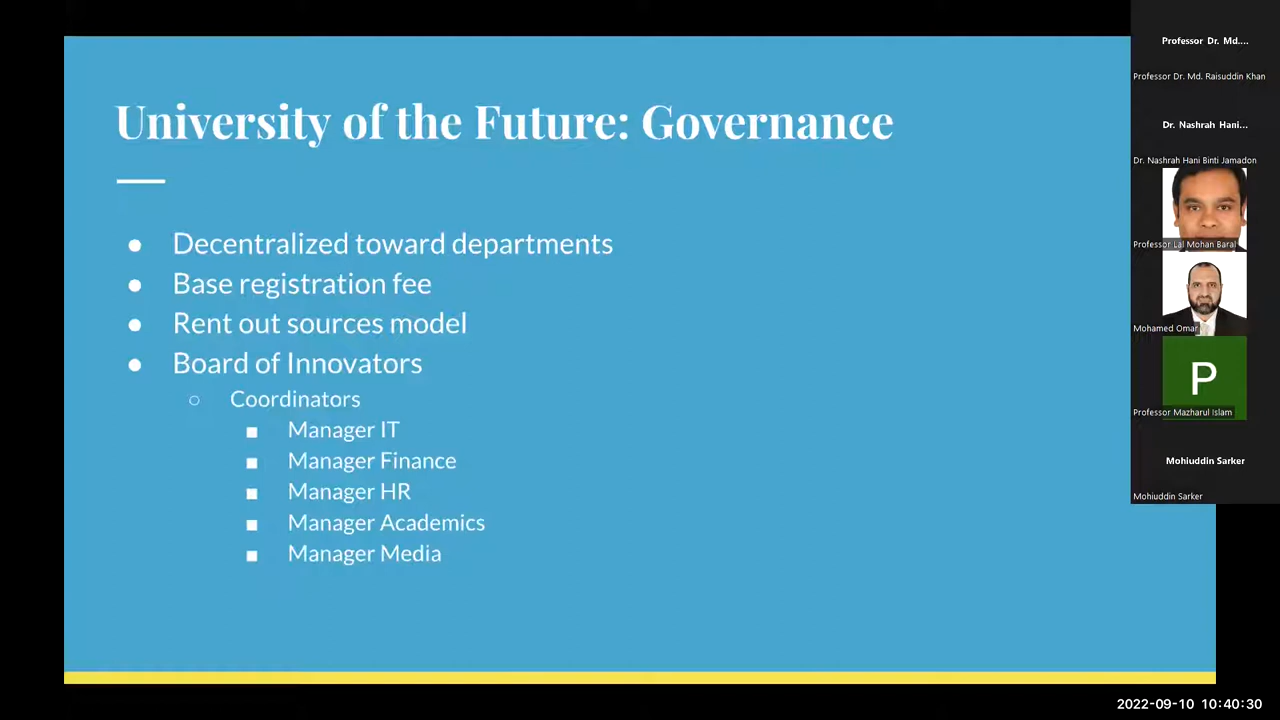 University of the Future: Governance
● Decentralized toward departments
● Base registration fee
● Rent out sources model
● Board of Innovators
○ Coordinators
■ Manager IT
■ Manager Finance
■ Manager HR
■ Manager Academics
■ Manager Media
Professor Dr. Md....
Professor Dr. Md. Raisuddin Khan
Dr. Nashrah Hani...
Dr. Nashrah Hani Binti Jamadon
Professor Lal Mohan Baral
Mohamed Omar
P
Professor Mazharul Islam
Mohiuddin Sarker
Mohiuddin Sarker
2022-09-10 10:40:30